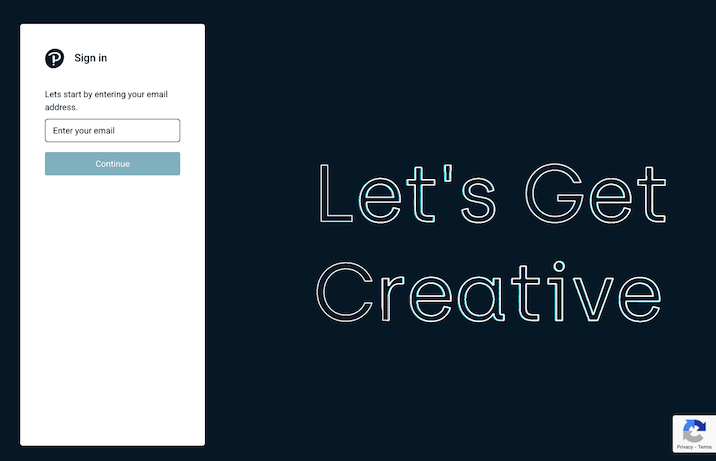 Sign in
Lets start by entering your email
address.
Enter your email
Continue
Let's Get
Creative
Privacy - Terms